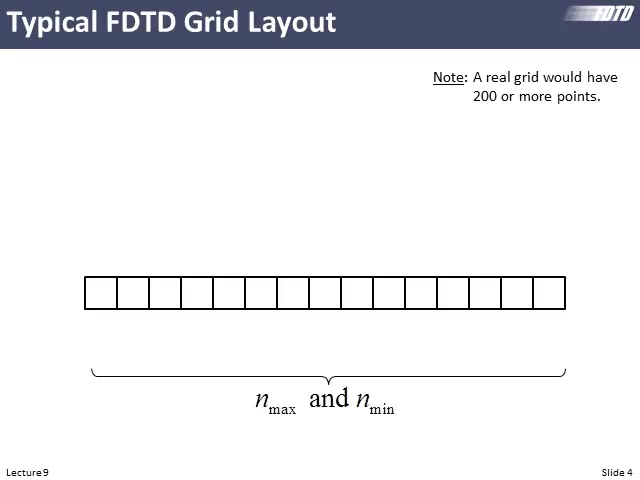 Typical FDTD Grid Layout
FDTD
Note: A real grid would have
200 or more points.
nmax and nmin
Lecture 9
Slide 4